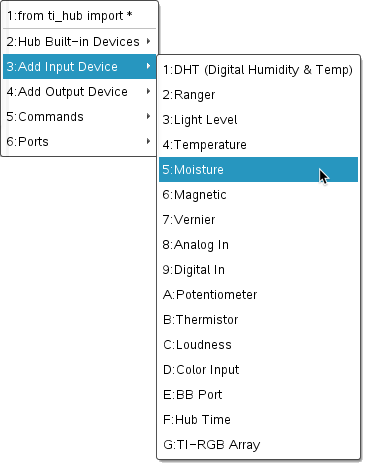 1:from ti_hub import *
2:Hub Built-in Devices
3:Add Input Device
4:Add Output Device
5:Commands
6:Ports
1:DHT (Digital Humidity & Temp)
2:Ranger
3:Light Level
4:Temperature
5:Moisture
6:Magnetic
7:Vernier
8:Analog In
9:Digital In
A:Potentiometer
B:Thermistor
C:Loudness
D:Color Input
E:BB Port
F:Hub Time
G:TI-RGB Array